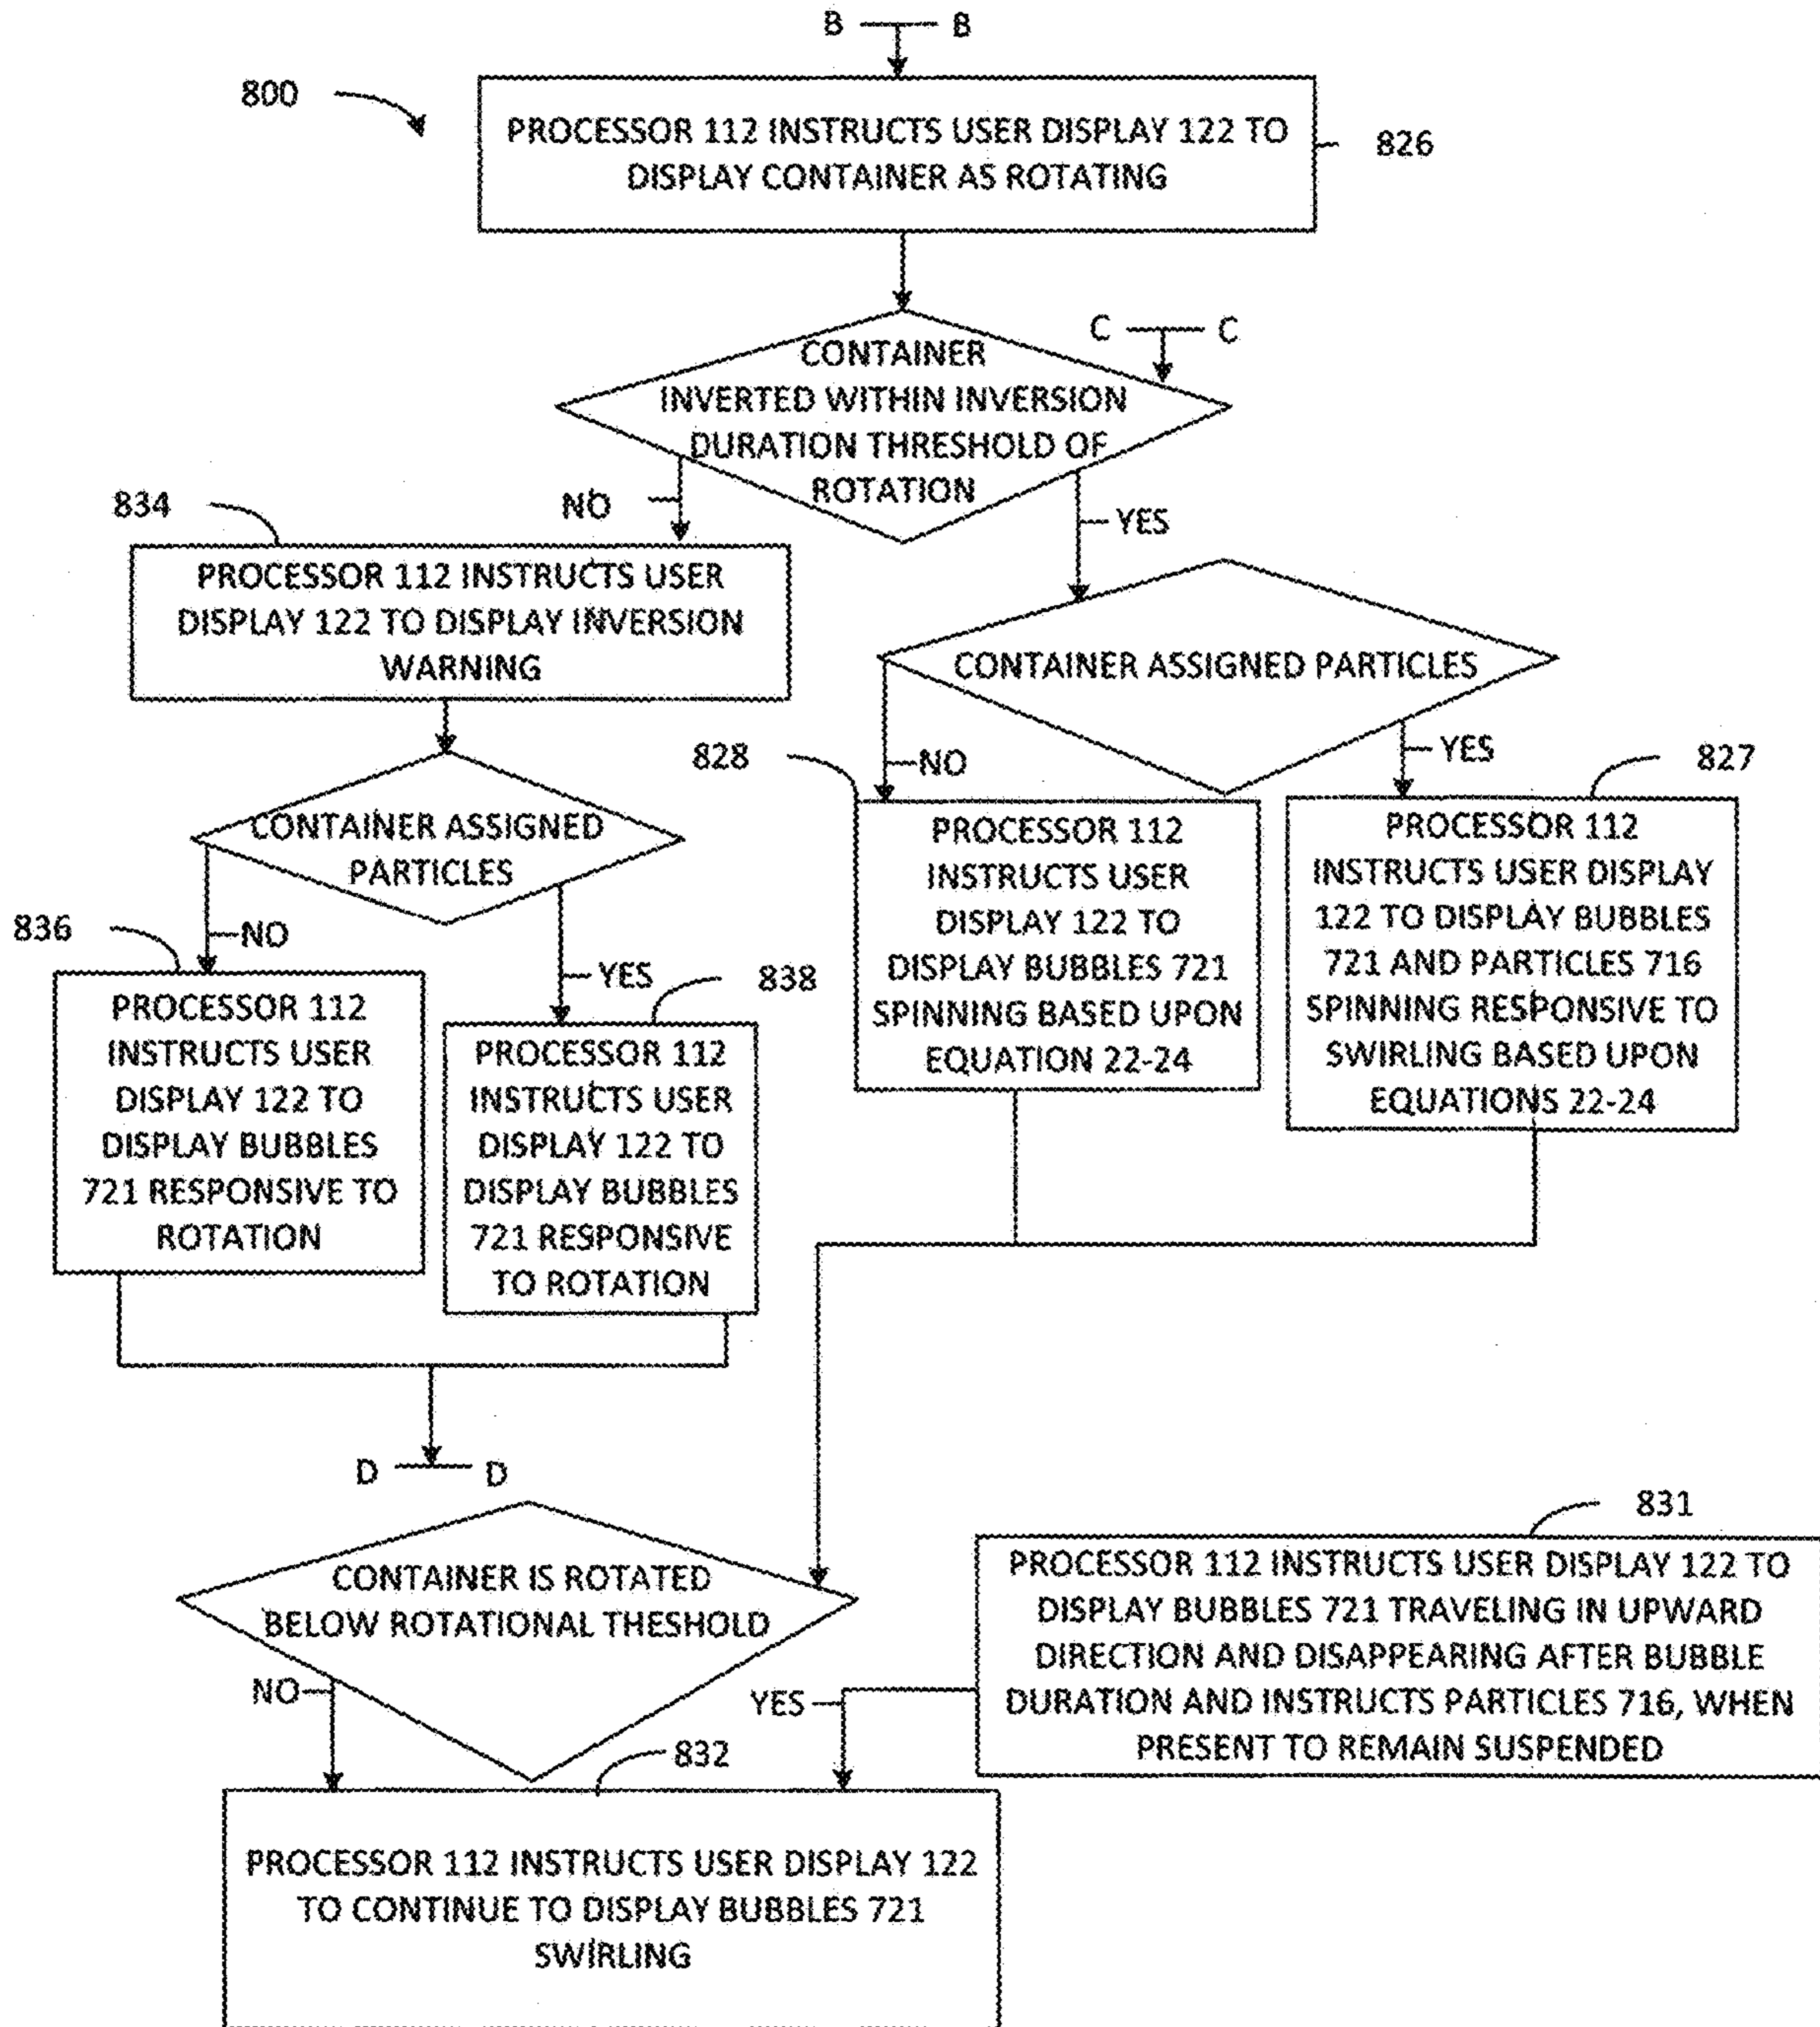 B B
800
PROCESSOR 112 INSTRUCTS USER DISPLAY 122 TO
DISPLAY CONTAINER AS ROTATING
826
C C
CONTAINER
INVERTED WITHIN INVERSION
DURATION THRESHOLD OF
ROTATION
NO
YES
834
PROCESSOR 112 INSTRUCTS USER
DISPLAY 122 TO DISPLAY INVERSION
WARNING
CONTAINER ASSIGNED PARTICLES
NO
YES
828
827
CONTAINER ASSIGNED
PARTICLES
NO
YES
836
838
PROCESSOR 112
INSTRUCTS USER
DISPLAY 122 TO
DISPLAY BUBBLES 721
SPINNING BASED UPON
EQUATION 22-24
PROCESSOR 112
INSTRUCTS USER DISPLAY
122 TO DISPLAY BUBBLES
721 AND PARTICLES 716
SPINNING RESPONSIVE TO
SWIRLING BASED UPON
EQUATIONS 22-24
PROCESSOR 112
INSTRUCTS USER
DISPLAY 122 TO
DISPLAY BUBBLES
721 RESPONSIVE TO
ROTATION
PROCESSOR 112
INSTRUCTS USER
DISPLAY 122 TO
DISPLAY BUBBLES
721 RESPONSIVE
TO ROTATION
D D
CONTAINER IS ROTATED
BELOW ROTATIONAL THESHOLD
NO
YES
831
PROCESSOR 112 INSTRUCTS USER DISPLAY 122 TO
DISPLAY BUBBLES 721 TRAVELING IN UPWARD
DIRECTION AND DISAPPEARING AFTER BUBBLE
DURATION AND INSTRUCTS PARTICLES 716, WHEN
PRESENT TO REMAIN SUSPENDED
832
PROCESSOR 112 INSTRUCTS USER DISPLAY 122
TO CONTINUE TO DISPLAY BUBBLES 721
SWIRLING